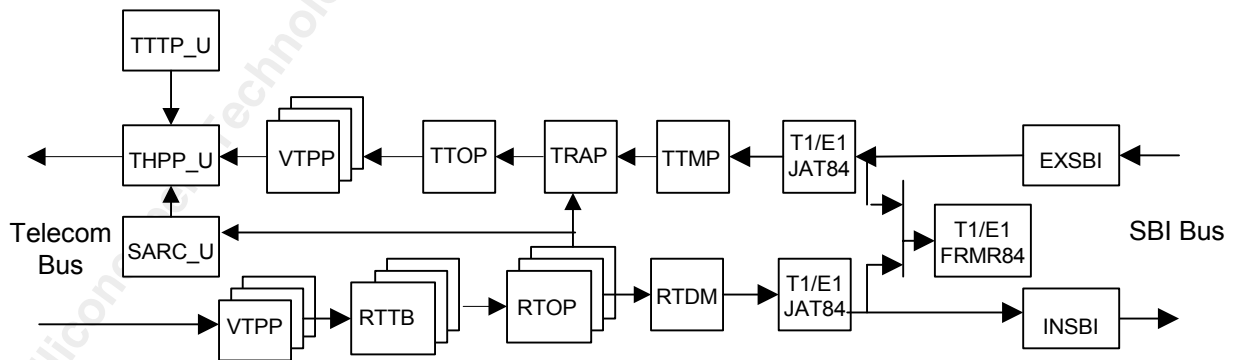 TTTP_U
THPP_U
VTPP
TTOP
TRAP
TTMP
T1/E1
JAT84
EXSBI
Telecom
Bus
SARC_U
T1/E1
FRMR84
SBI Bus
VTPP
RTTB
RTOP
RTDM
T1/E1
JAT84
INSBI